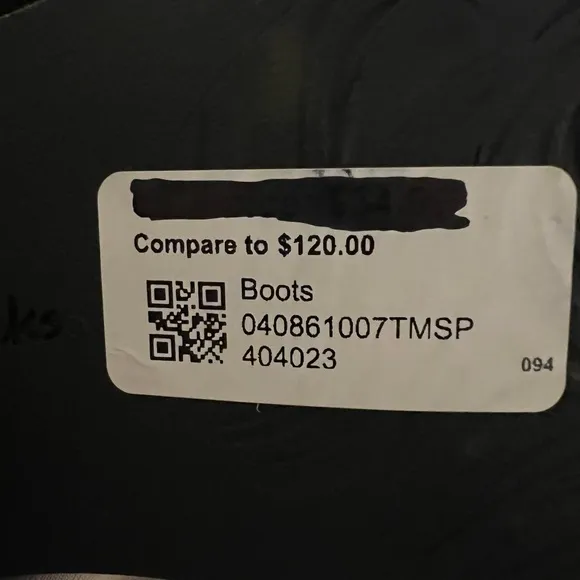 Compare to $120.00
Boots
040861007TMSP
404023
094